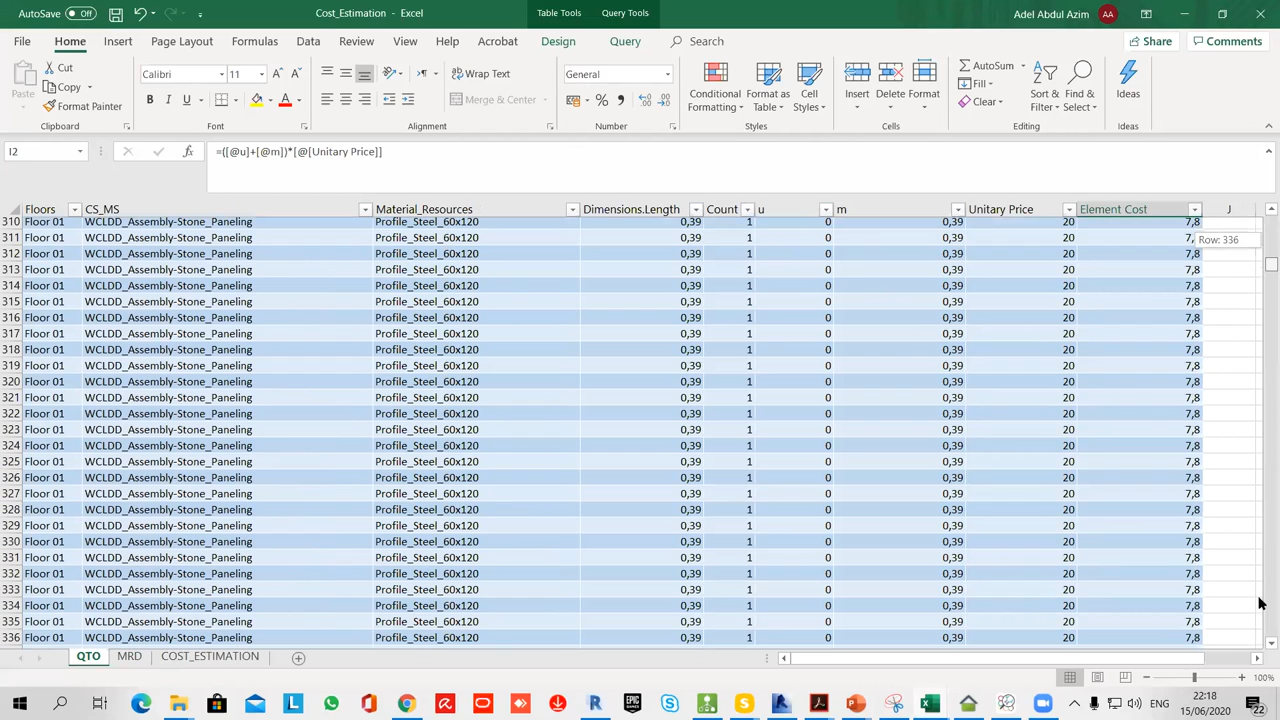 AutoSave Off Cost_Estimation - Excel Table Tools Query Tools Adel Abdul Azim AA
File Home Insert Page Layout Formulas Data Review View Help Acrobat Design Query Search Share Comments
Paste Cut Copy Format Painter Calibri 11 B I U A Wrap Text Merge & Center General % Conditional Formatting Format as Table Cell Styles Insert Delete Format AutoSum Fill Clear Sort & Filter Find & Select Ideas
Clipboard Font Alignment Number Styles Cells Editing Ideas
I2 fx =([@u]+[@m])*[@[Unitary Price]]
Floors CS_MS Material_Resources Dimensions.Length Count u m Unitary Price Element Cost J
310 Floor 01 WCLDD_Assembly-Stone_Paneling Profile_Steel_60x120 0,39 1 0 0,39 20 7,8
311 Floor 01 WCLDD_Assembly-Stone_Paneling Profile_Steel_60x120 0,39 1 0 0,39 20 7,8 Row: 336
312 Floor 01 WCLDD_Assembly-Stone_Paneling Profile_Steel_60x120 0,39 1 0 0,39 20 7,8
313 Floor 01 WCLDD_Assembly-Stone_Paneling Profile_Steel_60x120 0,39 1 0 0,39 20 7,8
314 Floor 01 WCLDD_Assembly-Stone_Paneling Profile_Steel_60x120 0,39 1 0 0,39 20 7,8
315 Floor 01 WCLDD_Assembly-Stone_Paneling Profile_Steel_60x120 0,39 1 0 0,39 20 7,8
316 Floor 01 WCLDD_Assembly-Stone_Paneling Profile_Steel_60x120 0,39 1 0 0,39 20 7,8
317 Floor 01 WCLDD_Assembly-Stone_Paneling Profile_Steel_60x120 0,39 1 0 0,39 20 7,8
318 Floor 01 WCLDD_Assembly-Stone_Paneling Profile_Steel_60x120 0,39 1 0 0,39 20 7,8
319 Floor 01 WCLDD_Assembly-Stone_Paneling Profile_Steel_60x120 0,39 1 0 0,39 20 7,8
320 Floor 01 WCLDD_Assembly-Stone_Paneling Profile_Steel_60x120 0,39 1 0 0,39 20 7,8
321 Floor 01 WCLDD_Assembly-Stone_Paneling Profile_Steel_60x120 0,39 1 0 0,39 20 7,8
322 Floor 01 WCLDD_Assembly-Stone_Paneling Profile_Steel_60x120 0,39 1 0 0,39 20 7,8
323 Floor 01 WCLDD_Assembly-Stone_Paneling Profile_Steel_60x120 0,39 1 0 0,39 20 7,8
324 Floor 01 WCLDD_Assembly-Stone_Paneling Profile_Steel_60x120 0,39 1 0 0,39 20 7,8
325 Floor 01 WCLDD_Assembly-Stone_Paneling Profile_Steel_60x120 0,39 1 0 0,39 20 7,8
326 Floor 01 WCLDD_Assembly-Stone_Paneling Profile_Steel_60x120 0,39 1 0 0,39 20 7,8
327 Floor 01 WCLDD_Assembly-Stone_Paneling Profile_Steel_60x120 0,39 1 0 0,39 20 7,8
328 Floor 01 WCLDD_Assembly-Stone_Paneling Profile_Steel_60x120 0,39 1 0 0,39 20 7,8
329 Floor 01 WCLDD_Assembly-Stone_Paneling Profile_Steel_60x120 0,39 1 0 0,39 20 7,8
330 Floor 01 WCLDD_Assembly-Stone_Paneling Profile_Steel_60x120 0,39 1 0 0,39 20 7,8
331 Floor 01 WCLDD_Assembly-Stone_Paneling Profile_Steel_60x120 0,39 1 0 0,39 20 7,8
332 Floor 01 WCLDD_Assembly-Stone_Paneling Profile_Steel_60x120 0,39 1 0 0,39 20 7,8
333 Floor 01 WCLDD_Assembly-Stone_Paneling Profile_Steel_60x120 0,39 1 0 0,39 20 7,8
334 Floor 01 WCLDD_Assembly-Stone_Paneling Profile_Steel_60x120 0,39 1 0 0,39 20 7,8
335 Floor 01 WCLDD_Assembly-Stone_Paneling Profile_Steel_60x120 0,39 1 0 0,39 20 7,8
336 Floor 01 WCLDD_Assembly-Stone_Paneling Profile_Steel_60x120 0,39 1 0 0,39 20 7,8
QTO MRD COST_ESTIMATION
100%
ENG 22:18 15/06/2020 22